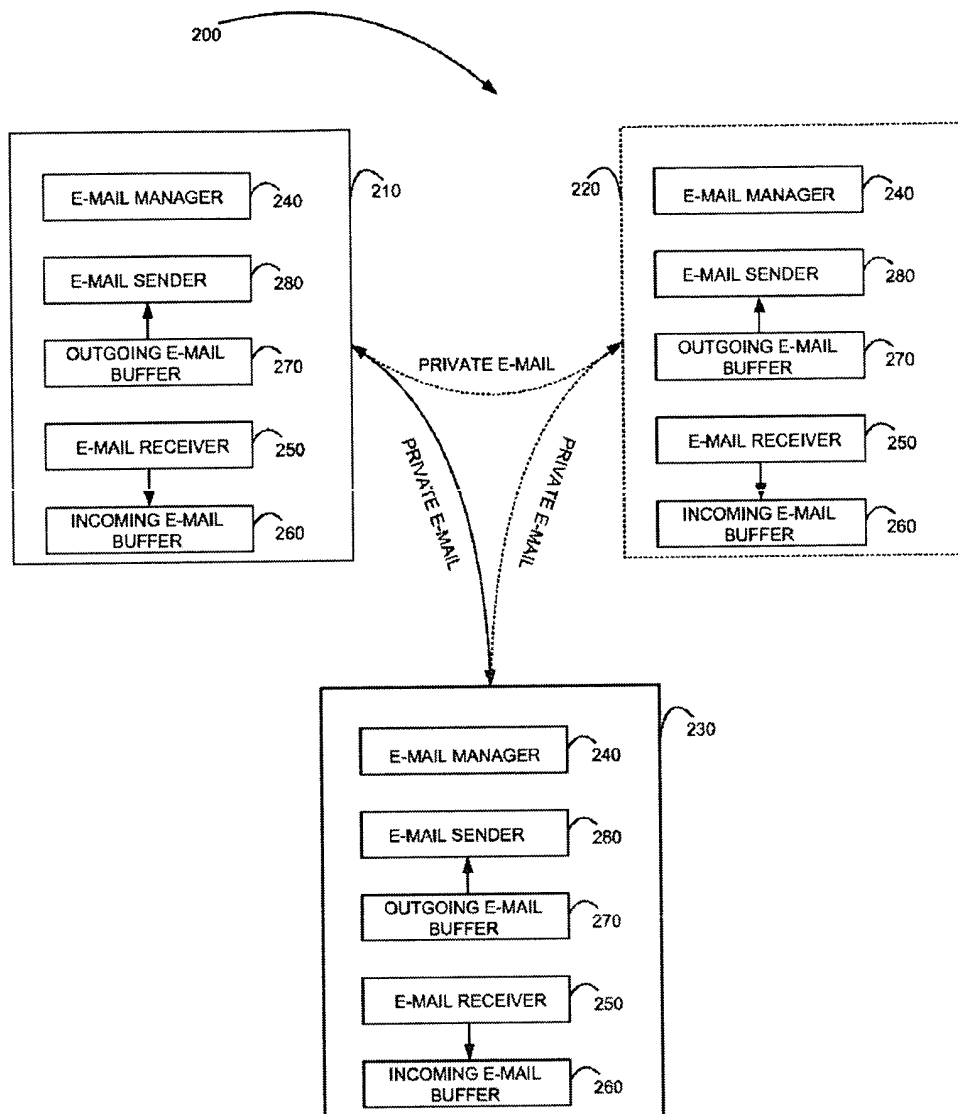 200
E-MAIL MANAGER
240
210
E-MAIL SENDER
280
OUTGOING E-MAIL
BUFFER
270
E-MAIL RECEIVER
250
INCOMING E-MAIL
BUFFER
260
220
E-MAIL MANAGER
240
E-MAIL SENDER
280
OUTGOING E-MAIL
BUFFER
270
E-MAIL RECEIVER
250
INCOMING E-MAIL
BUFFER
260
PRIVATE E-MAIL
PRIVATE E-MAIL
PRIVATE E-MAIL
230
E-MAIL MANAGER
240
E-MAIL SENDER
280
OUTGOING E-MAIL
BUFFER
270
E-MAIL RECEIVER
250
INCOMING E-MAIL
BUFFER
260